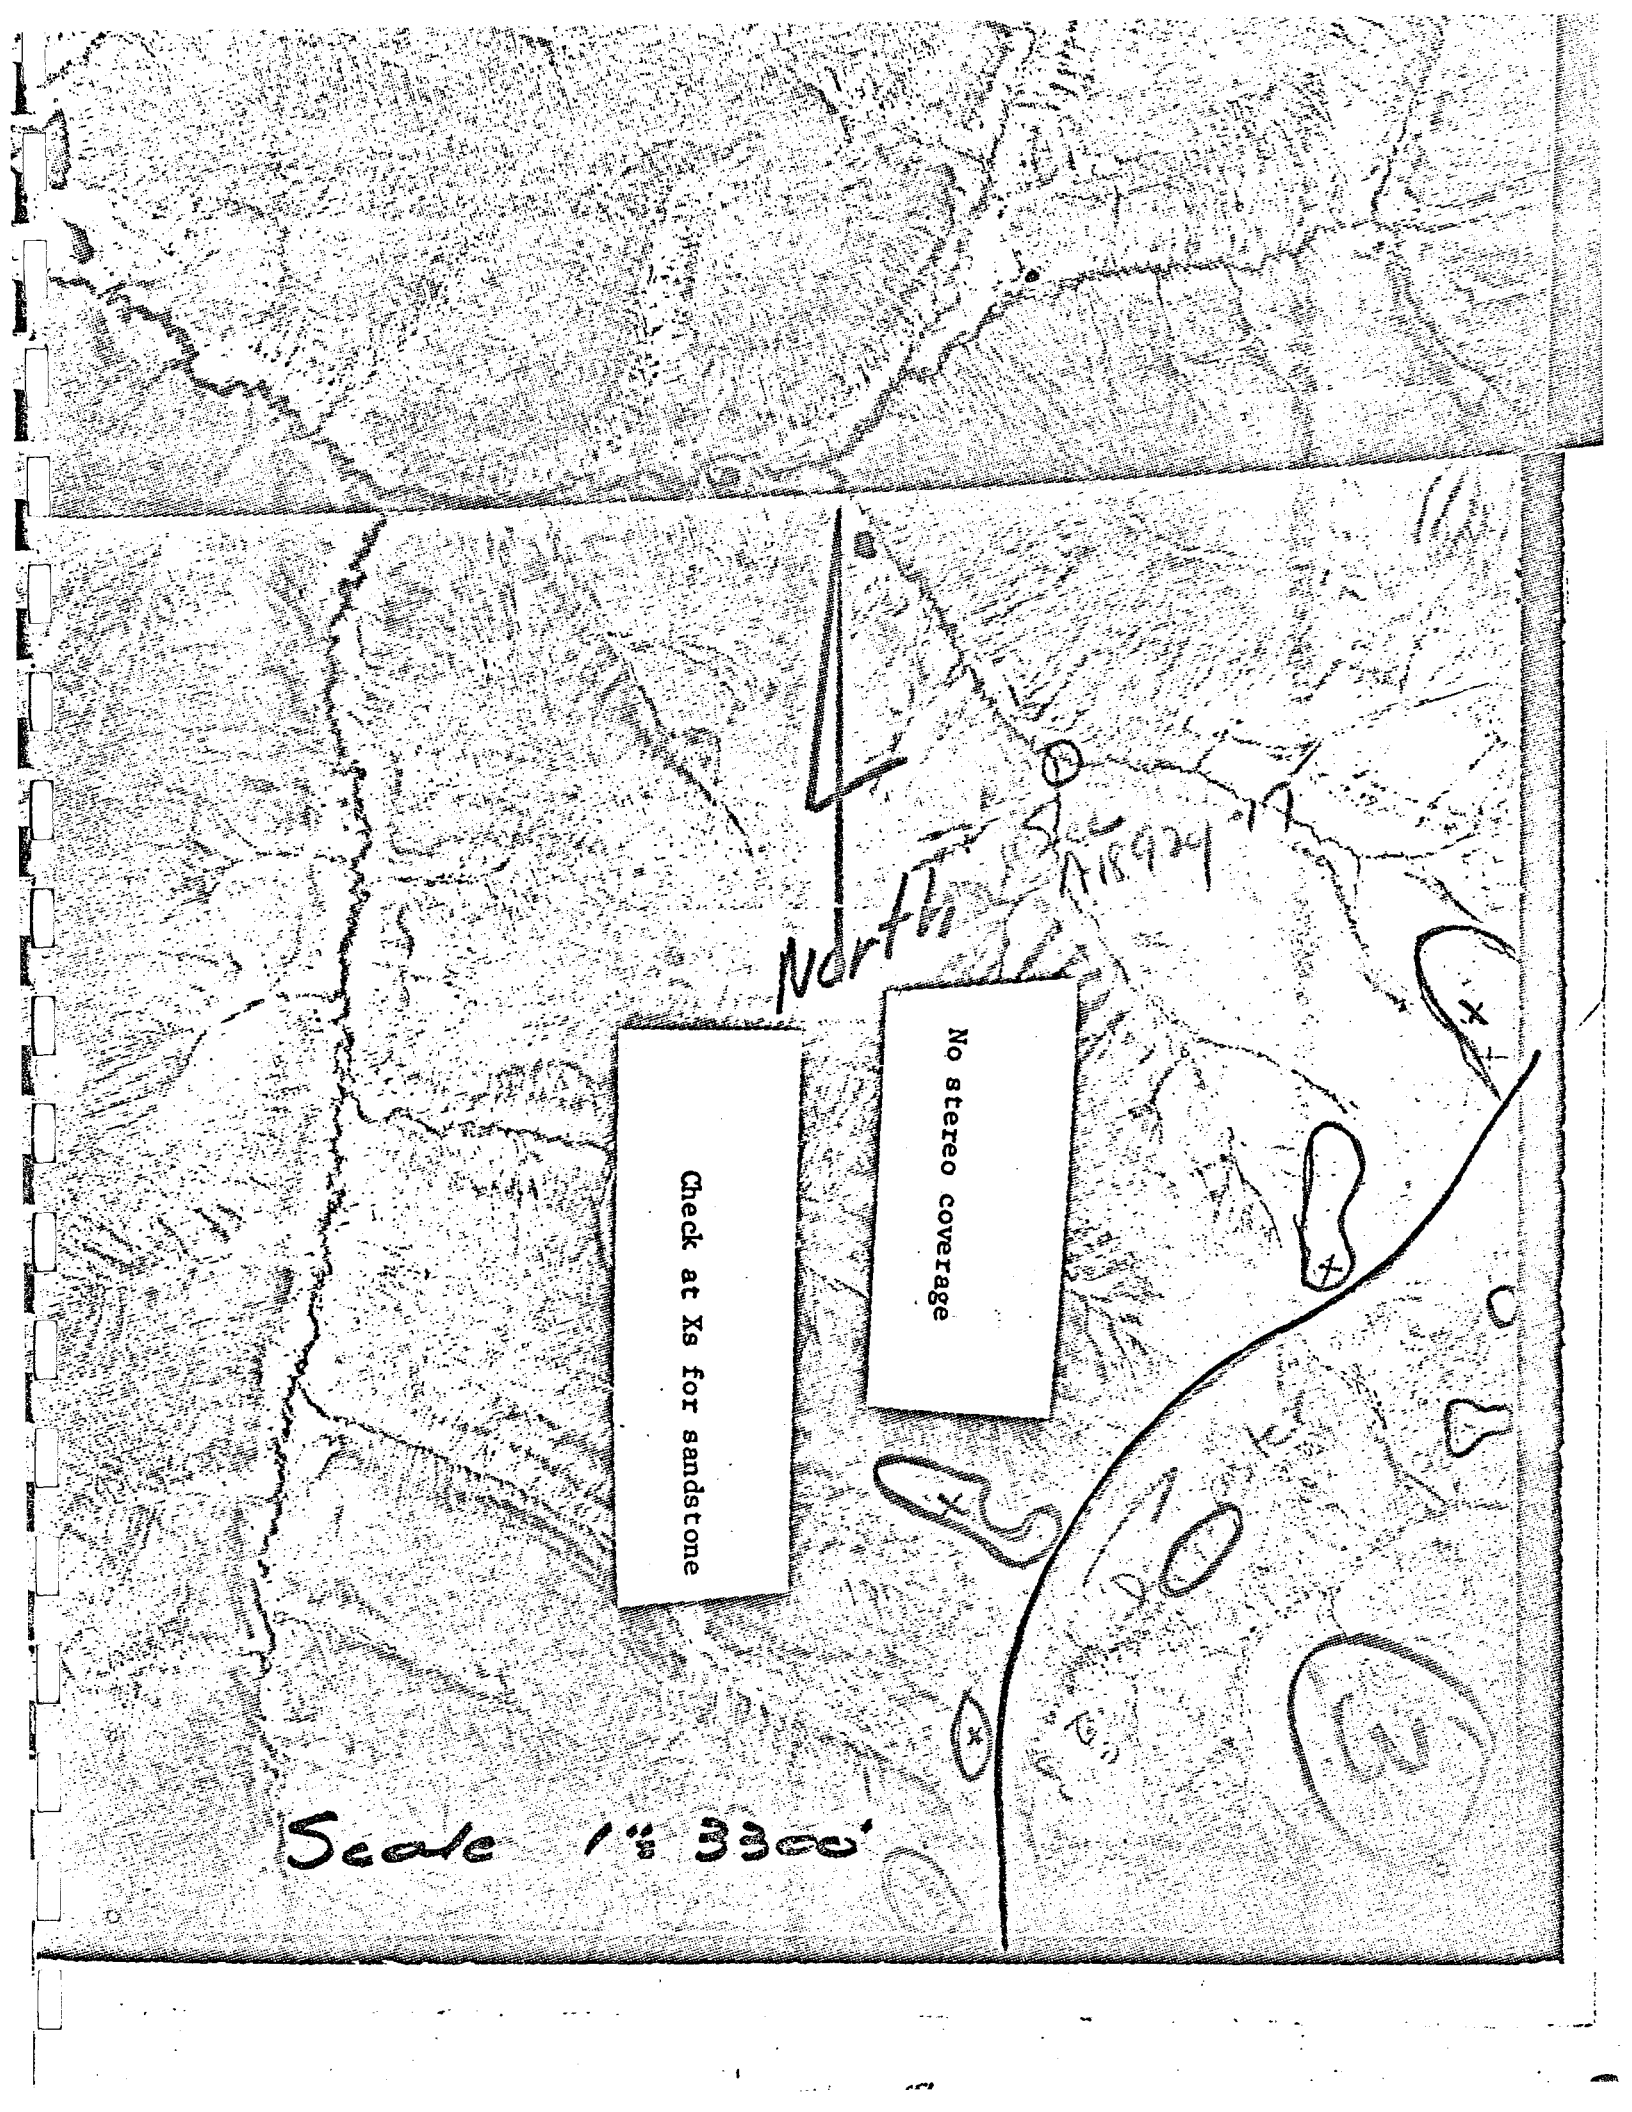 North
No stereo coverage
Check at Xs for sandstone
Scale 1": 3300'